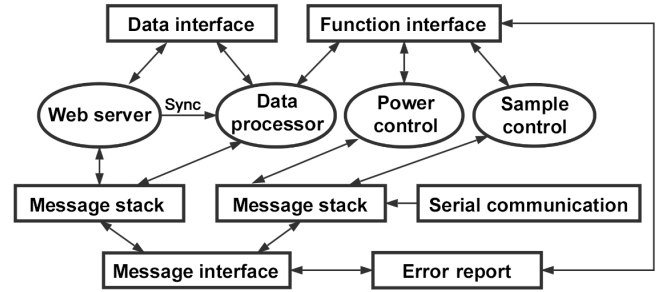 Data interface
Function interface
Web server
Sync
Data
processor
Power
control
Sample
control
Message stack
Message stack
Serial communication
Message interface
Error report